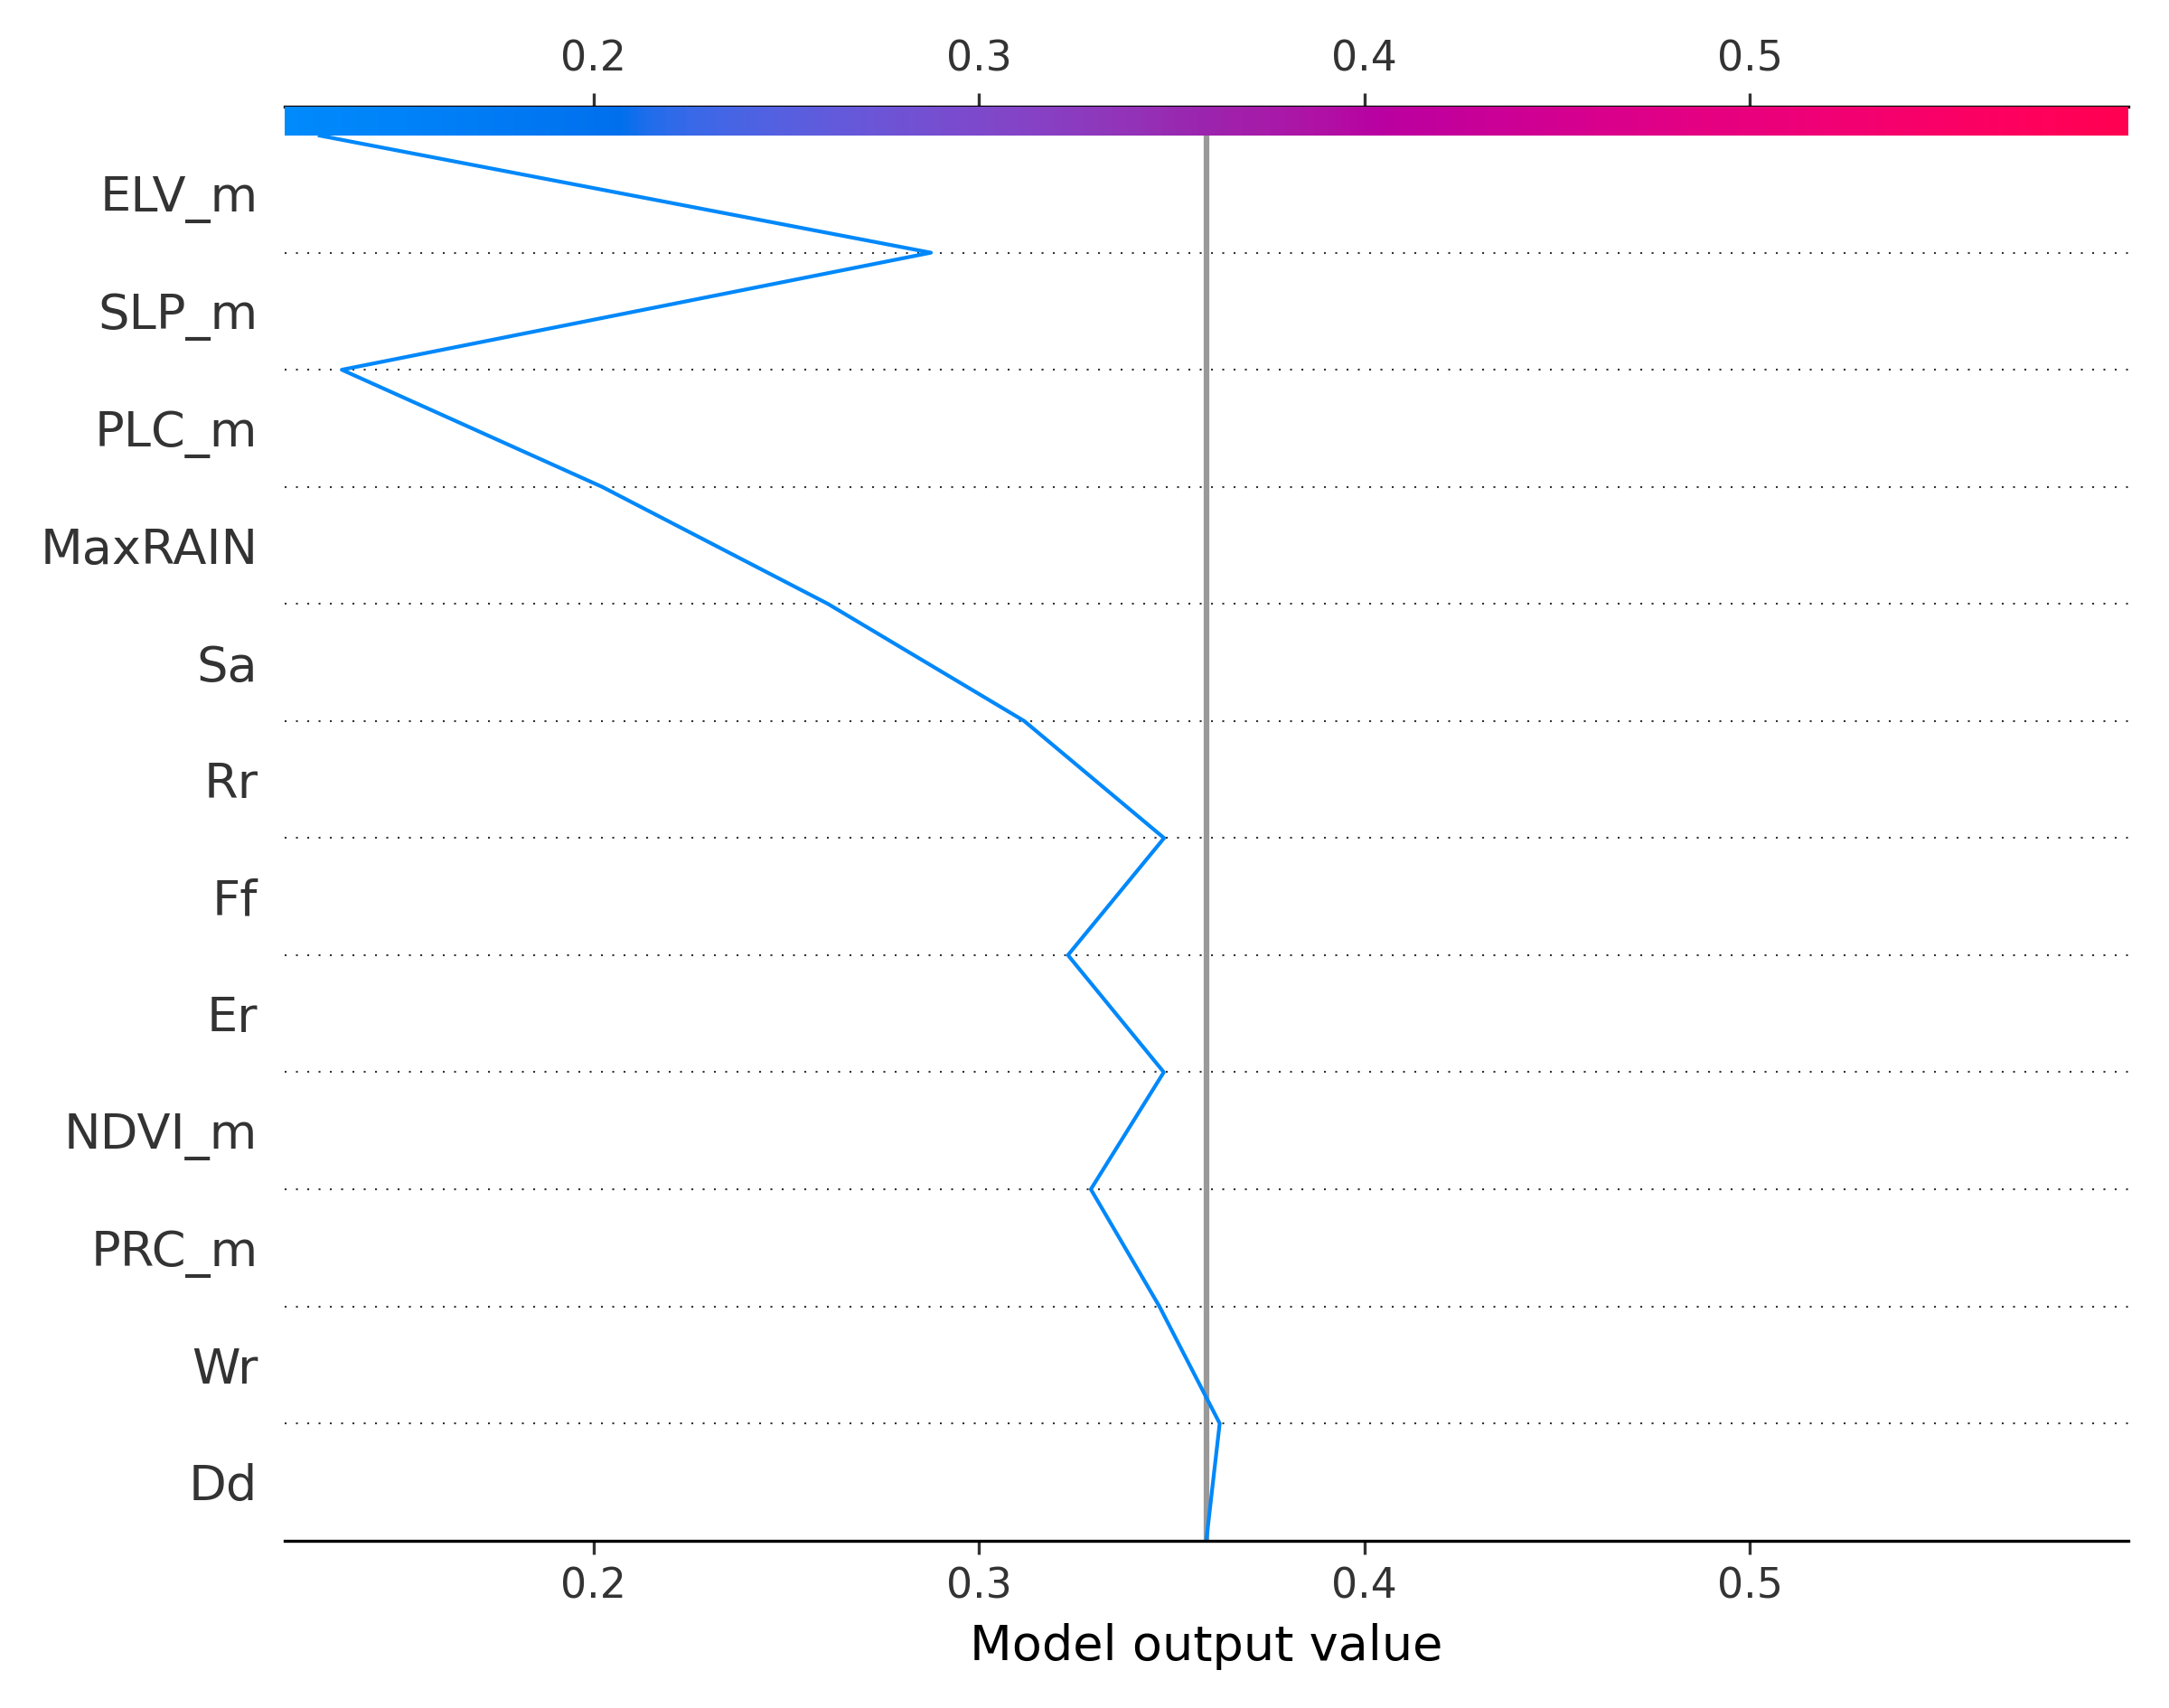 0.2 0.3 0.4 0.5
ELV_m
SLP_m
PLC_m
MaxRAIN
Sa
Rr
Ff
Er
NDVI_m
PRC_m
Wr
Dd
0.2 0.3 0.4 0.5
Model output value